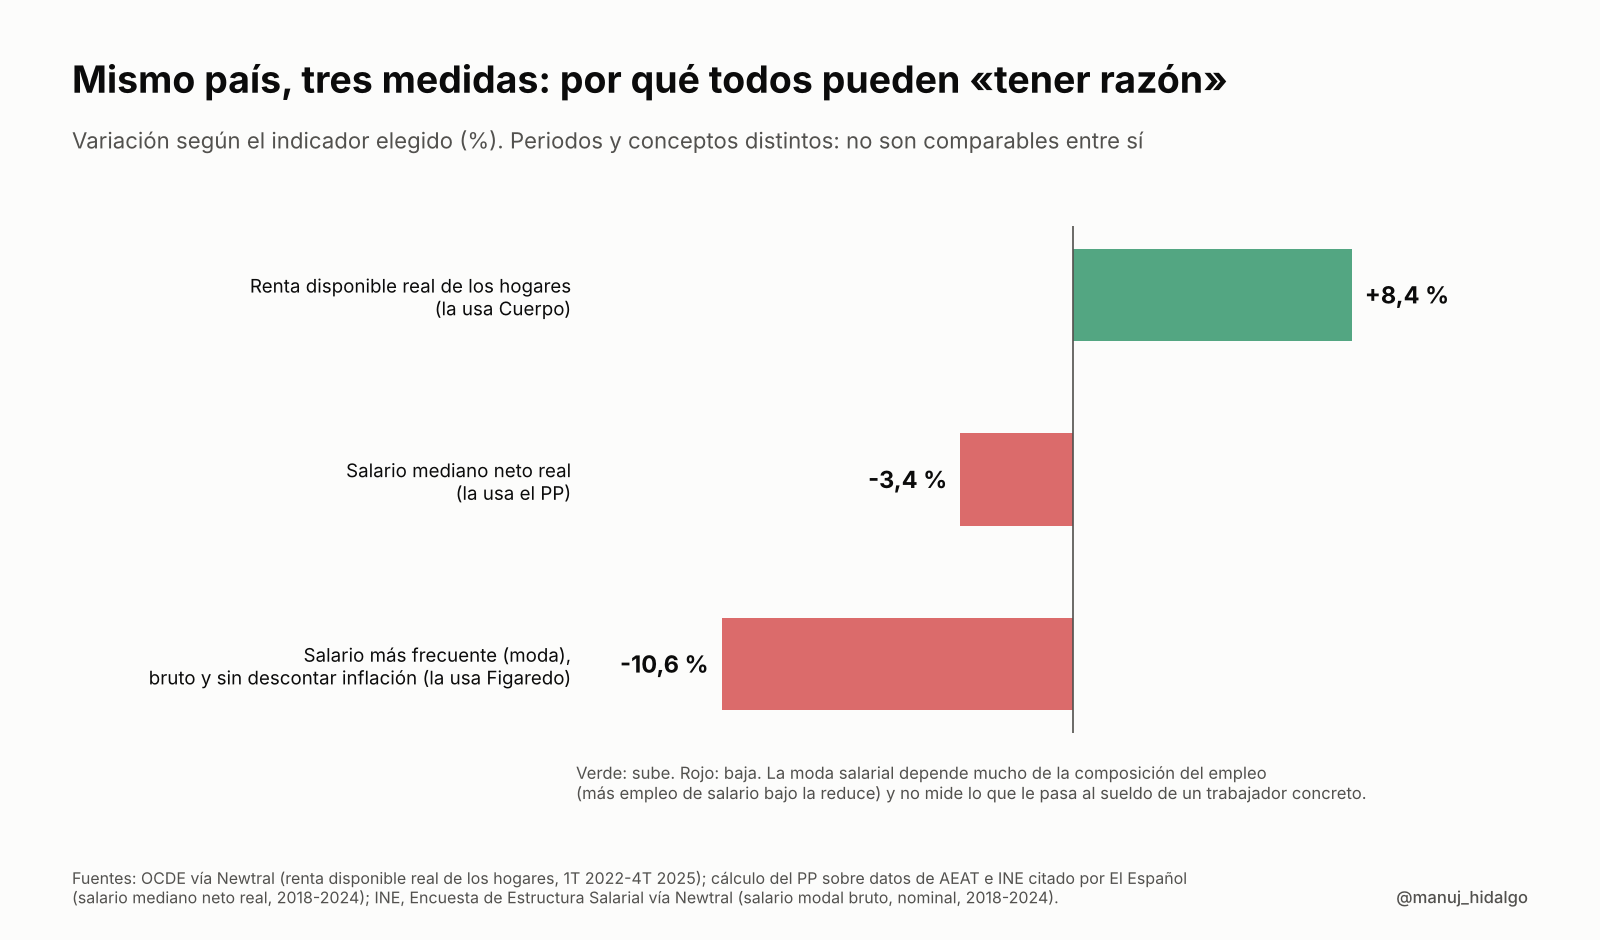 Mismo país, tres medidas: por qué todos pueden «tener razón»
Variación según el indicador elegido (%). Periodos y conceptos distintos: no son comparables entre sí
Renta disponible real de los hogares
(la usa Cuerpo)
+8,4 %
Salario mediano neto real
(la usa el PP)
-3,4 %
Salario más frecuente (moda),
bruto y sin descontar inflación (la usa Figaredo)
-10,6 %
Verde: sube. Rojo: baja. La moda salarial depende mucho de la composición del empleo
(más empleo de salario bajo la reduce) y no mide lo que le pasa al sueldo de un trabajador concreto.
Fuentes: OCDE vía Newtral (renta disponible real de los hogares, 1T 2022-4T 2025); cálculo del PP sobre datos de AEAT e INE citado por El Español
(salario mediano neto real, 2018-2024); INE, Encuesta de Estructura Salarial vía Newtral (salario modal bruto, nominal, 2018-2024).
@manuj_hidalgo